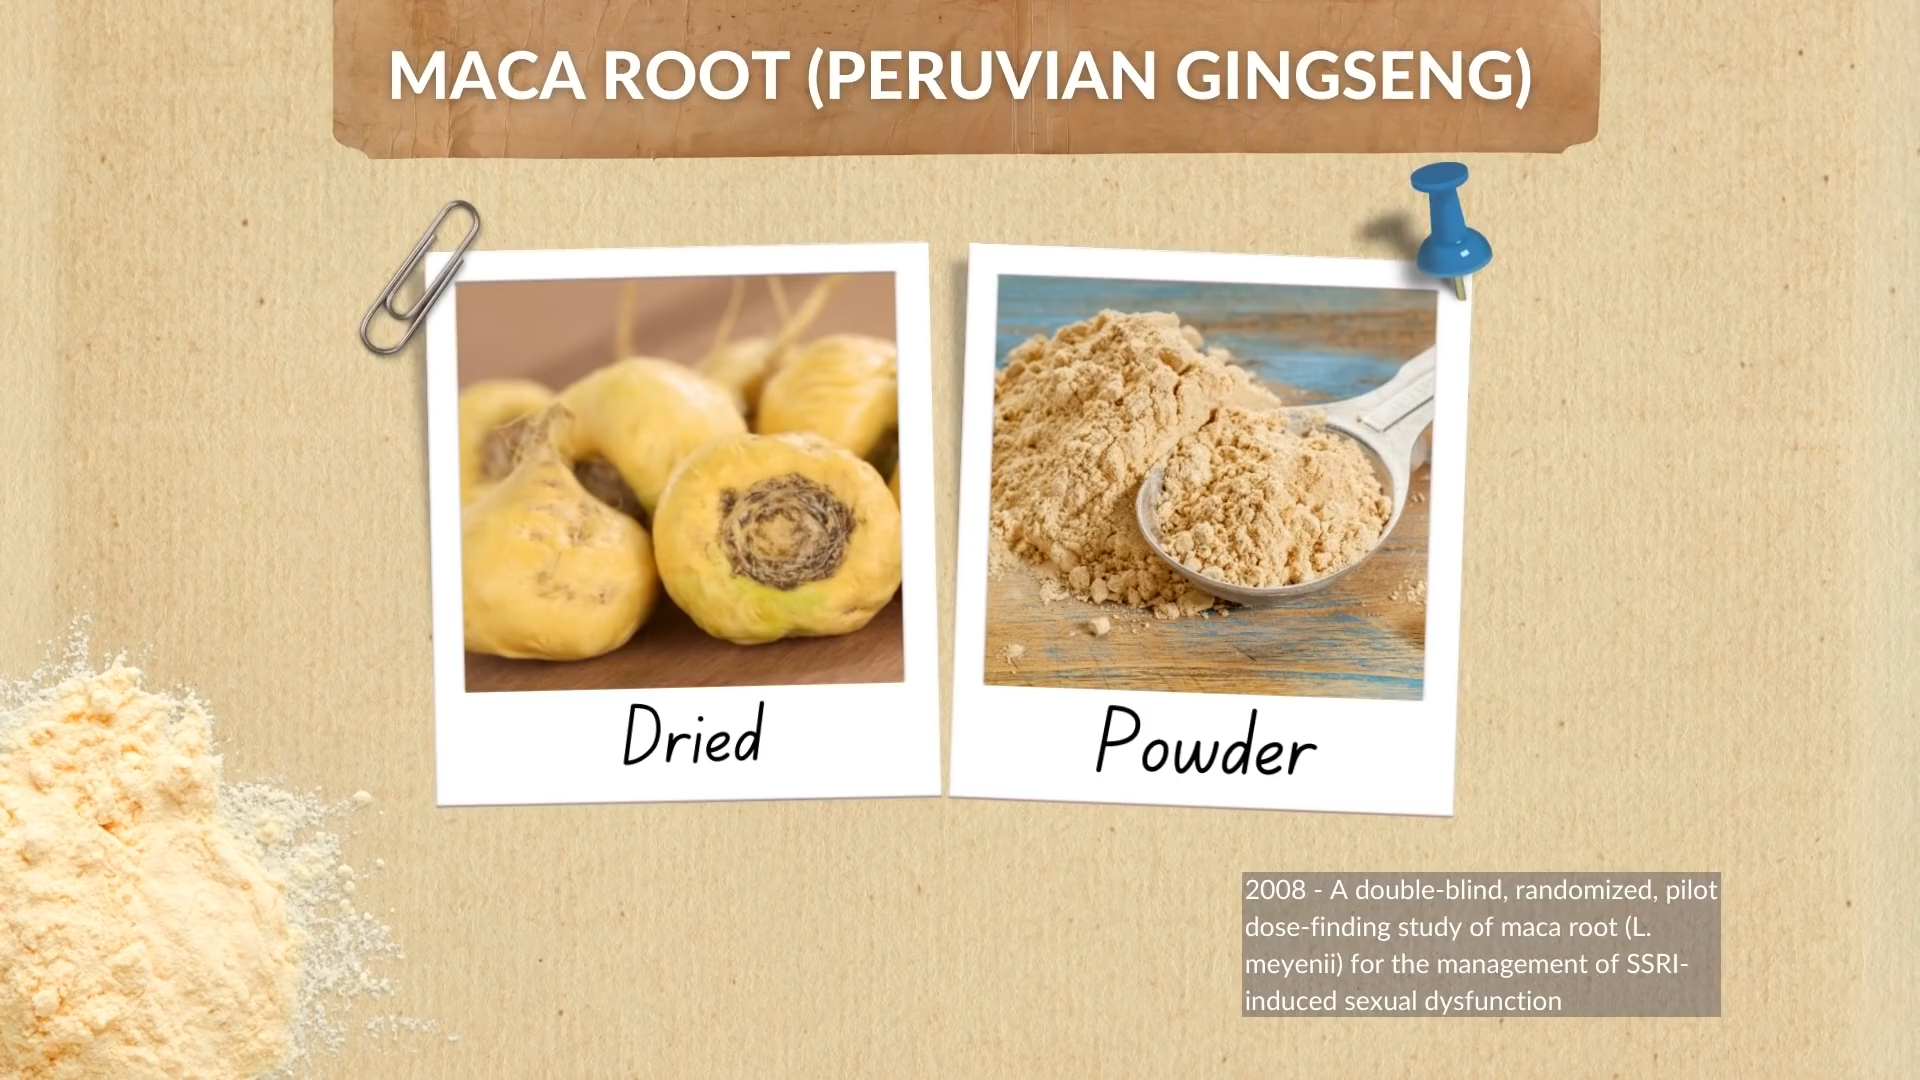 MACA ROOT (PERUVIAN GINGSENG)
Dried
Powder
2008 - A double-blind, randomized, pilot
dose-finding study of maca root (L.
meyenii) for the management of SSRI-
induced sexual dysfunction